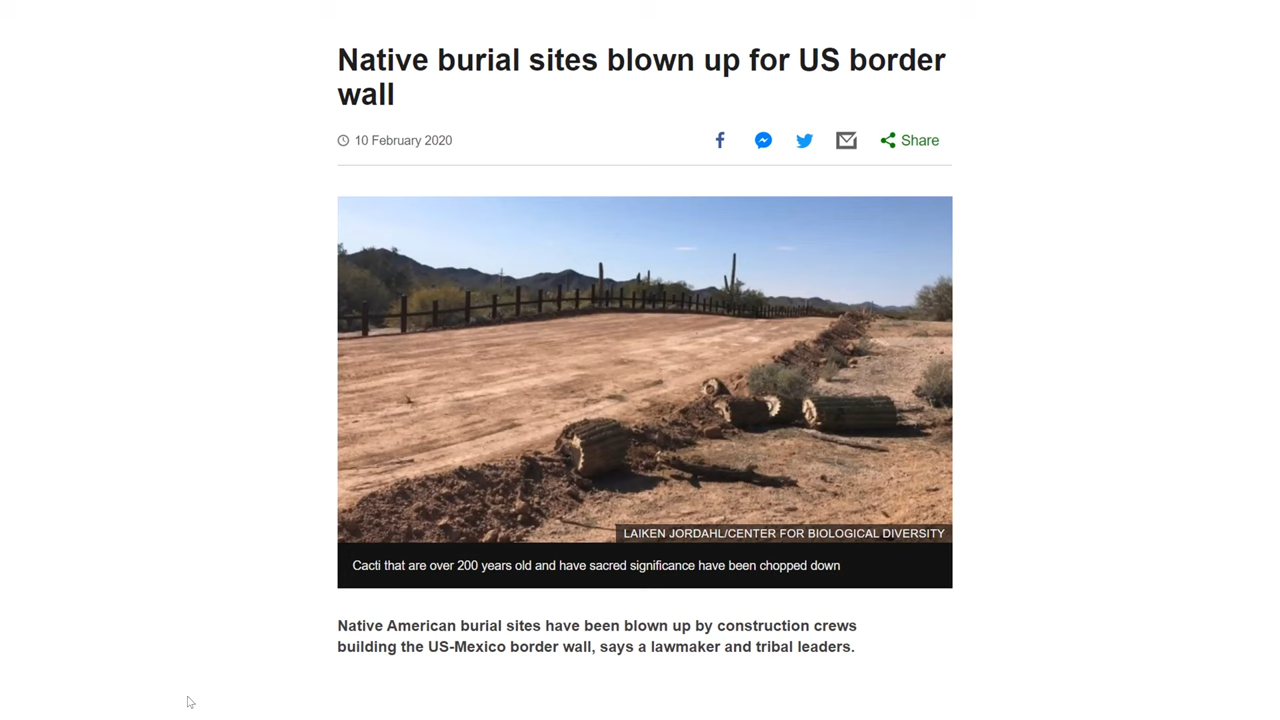 Native burial sites blown up for US border
wall
10 February 2020
Share
LAIKEN JORDAHL/CENTER FOR BIOLOGICAL DIVERSITY
Cacti that are over 200 years old and have sacred significance have been chopped down
Native American burial sites have been blown up by construction crews
building the US-Mexico border wall, says a lawmaker and tribal leaders.